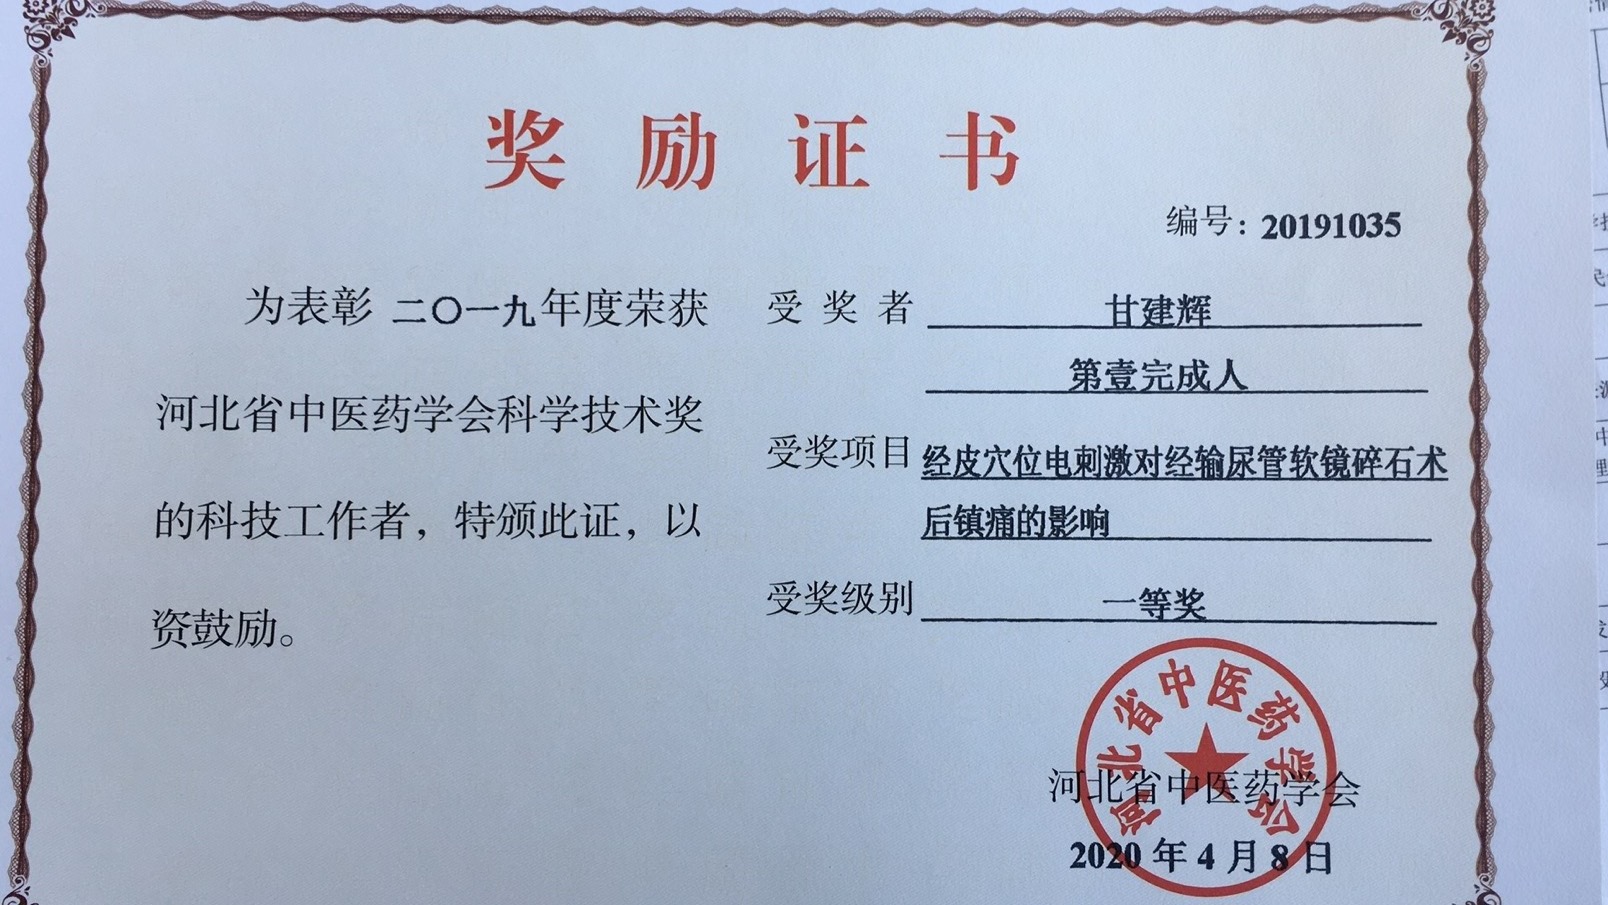 奖励证书
编号：20191035
为表彰 二〇一九年度荣获
河北省中医药学会科学技术奖
的科技工作者，特颁此证，以
资鼓励。
受奖者 甘建辉
第壹完成人
受奖项目 经皮穴位电刺激对经输尿管软镜碎石术
后镇痛的影响
受奖级别 一等奖
河北省中医药学会
河北省中医药学会
2020年4月8日